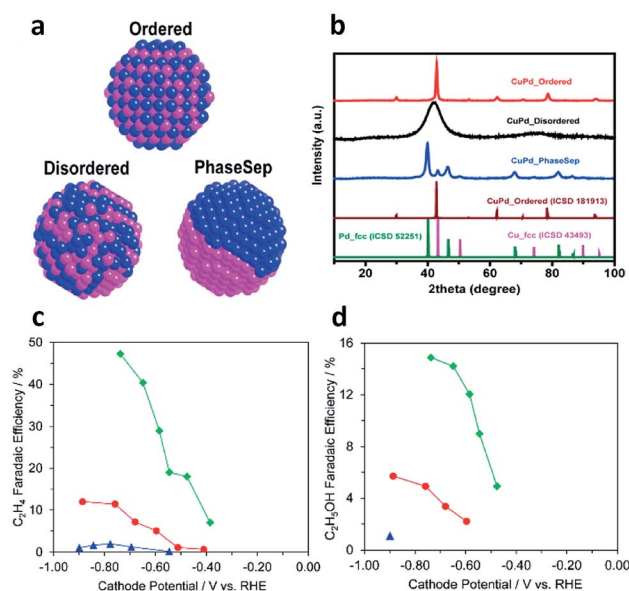 a
Ordered
Disordered
PhaseSep
b
Intensity (a.u.)
CuPd_Ordered
CuPd_Disordered
CuPd_PhaseSep
CuPd_Ordered (ICSD 181913)
Pd_fcc (ICSD 52251)
Cu_fcc (ICSD 43493)
20 40 60 80 100
2theta (degree)
c
C₂H₄ Faradaic Efficiency / %
50
40
30
20
10
0
-1.00 -0.80 -0.60 -0.40 -0.20 0.00
Cathode Potential / V vs. RHE
d
C₂H₅OH Faradaic Efficiency / %
16
12
8
4
0
-1.00 -0.80 -0.60 -0.40 -0.20 0.00
Cathode Potential / V vs. RHE